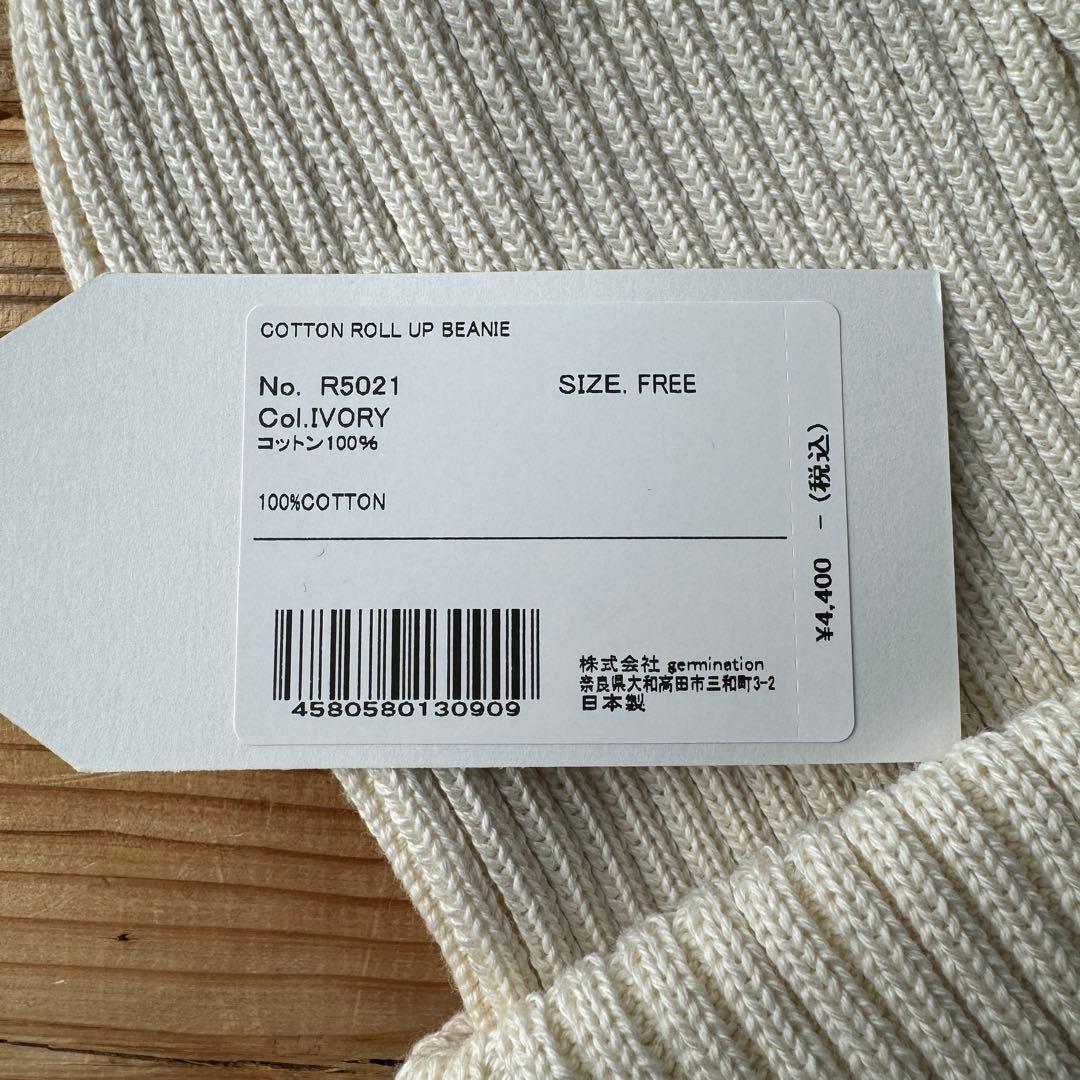 COTTON ROLL UP BEANIE
No. R5021 SIZE. FREE
Col.IVORY
コットン100%
100%COTTON
4580580130909
株式会社 germination
奈良県大和高田市三和町3-2
日本製
¥4,400 - (税込)